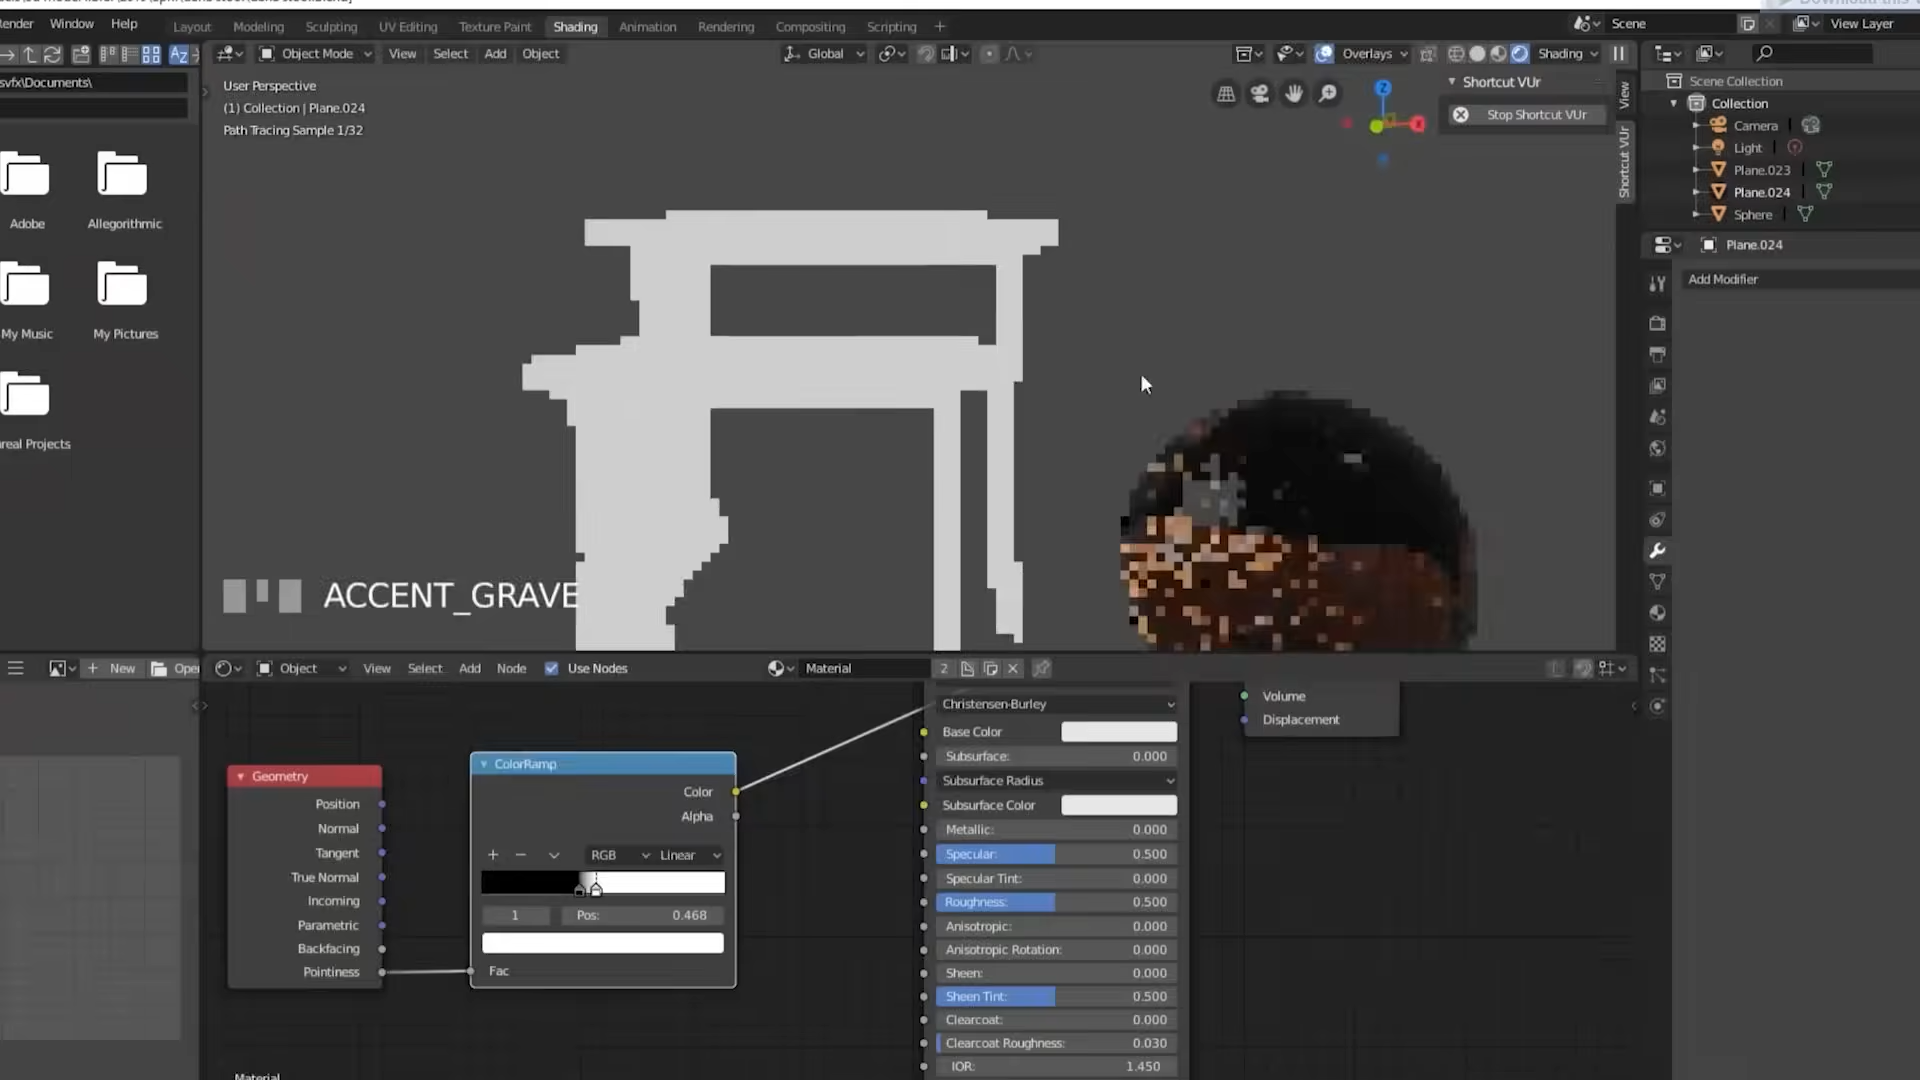 Window
Help
Layout
Modeling
Sculpting
UV Editing
Texture Paint
Shading
Animation
Rendering
Compositing
Scripting
+
Scene
View Layer
Object Mode
View
Select
Add
Object
Global
Overlays
Shading
svfx\Documents\
User Perspective
(1) Collection | Plane.024
Path Tracing Sample 1/32
Shortcut VUr
Stop Shortcut VUr
View
Shortcut VUr
Z
X
Scene Collection
Collection
Camera
Light
Plane.023
Plane.024
Sphere
Plane.024
Add Modifier
Adobe
Allegorithmic
My Music
My Pictures
real Projects
ACCENT_GRAVE
New
Object
View
Select
Add
Node
Use Nodes
Material
2
Geometry
Position
Normal
Tangent
True Normal
Incoming
Parametric
Backfacing
Pointiness
ColorRamp
Color
Alpha
RGB
Linear
1
Pos: 0.468
Fac
Christensen-Burley
Base Color
Subsurface: 0.000
Subsurface Radius
Subsurface Color
Metallic: 0.000
Specular: 0.500
Specular Tint: 0.000
Roughness: 0.500
Anisotropic: 0.000
Anisotropic Rotation: 0.000
Sheen: 0.000
Sheen Tint: 0.500
Clearcoat: 0.000
Clearcoat Roughness: 0.030
IOR: 1.450
Volume
Displacement
Material